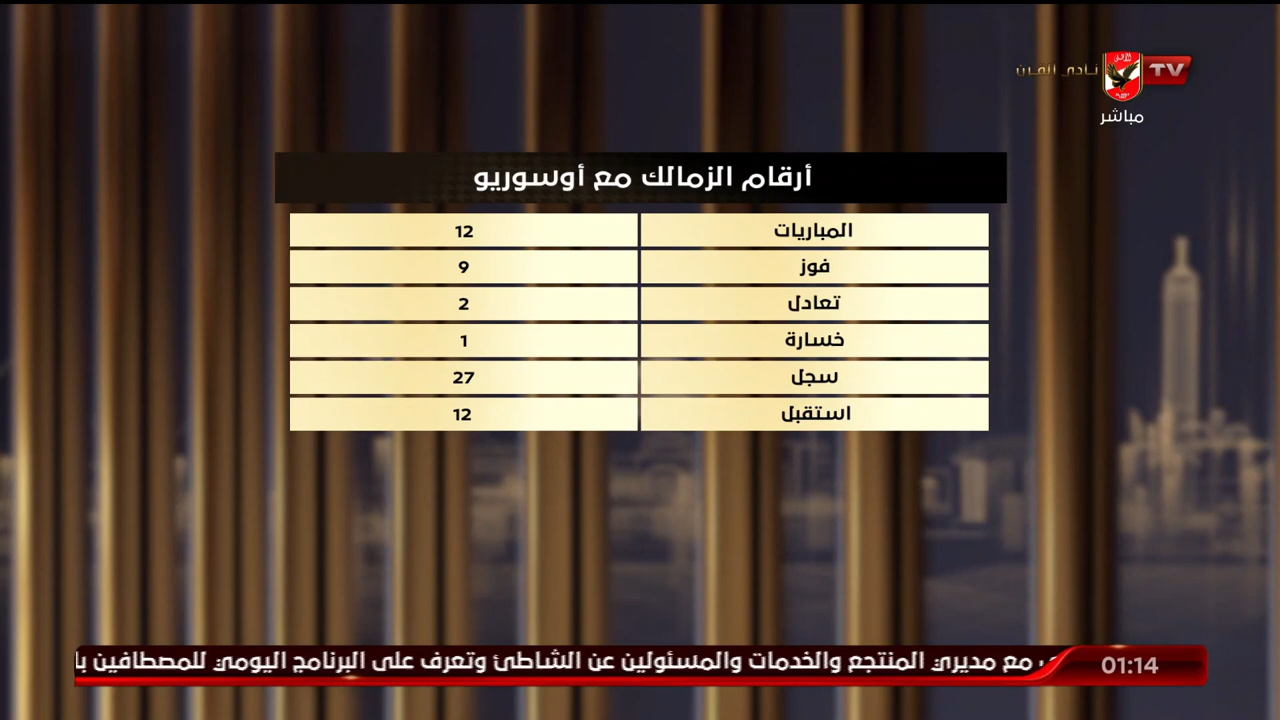 نادي القرن TV
مباشر
أرقام الزمالك مع أوسوريو
المباريات 12
فوز 9
تعادل 2
خسارة 1
سجل 27
استقبل 12
مع مديري المنتجع والخدمات والمسئولين عن الشاطئ وتعرف على البرنامج اليومي للمصطافين 01:14